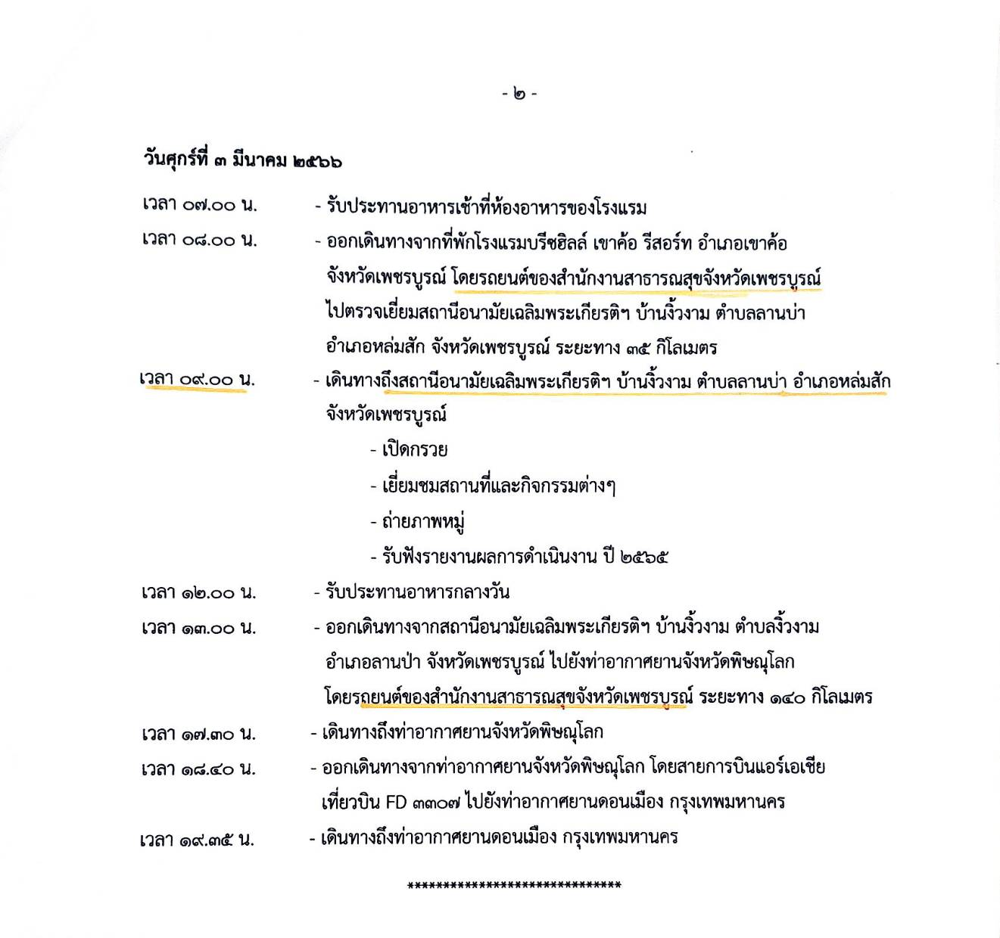 - ๒ -
วันศุกร์ที่ ๓ มีนาคม ๒๕๖๖
เวลา ๐๗.๐๐ น. - รับประทานอาหารเช้าที่ห้องอาหารของโรงแรม
เวลา ๐๘.๐๐ น. - ออกเดินทางจากที่พักโรงแรมบรีซฮิลล์ เขาค้อ รีสอร์ท อำเภอเขาค้อ
จังหวัดเพชรบูรณ์ โดยรถยนต์ของสำนักงานสาธารณสุขจังหวัดเพชรบูรณ์
ไปตรวจเยี่ยมสถานีอนามัยเฉลิมพระเกียรติฯ บ้านงิ้วงาม ตำบลลานบ่า
อำเภอหล่มสัก จังหวัดเพชรบูรณ์ ระยะทาง ๓๕ กิโลเมตร
เวลา ๐๙.๐๐ น. - เดินทางถึงสถานีอนามัยเฉลิมพระเกียรติฯ บ้านงิ้วงาม ตำบลลานบ่า อำเภอหล่มสัก
จังหวัดเพชรบูรณ์
- เปิดกรวย
- เยี่ยมชมสถานที่และกิจกรรมต่างๆ
- ถ่ายภาพหมู่
- รับฟังรายงานผลการดำเนินงาน ปี ๒๕๖๕
เวลา ๑๒.๐๐ น. - รับประทานอาหารกลางวัน
เวลา ๑๓.๐๐ น. - ออกเดินทางจากสถานีอนามัยเฉลิมพระเกียรติฯ บ้านงิ้วงาม ตำบลงิ้วงาม
อำเภอลานป่า จังหวัดเพชรบูรณ์ ไปยังท่าอากาศยานจังหวัดพิษณุโลก
โดยรถยนต์ของสำนักงานสาธารณสุขจังหวัดเพชรบูรณ์ ระยะทาง ๑๔๐ กิโลเมตร
เวลา ๑๗.๓๐ น. - เดินทางถึงท่าอากาศยานจังหวัดพิษณุโลก
เวลา ๑๘.๔๐ น. - ออกเดินทางจากท่าอากาศยานจังหวัดพิษณุโลก โดยสายการบินแอร์เอเชีย
เที่ยวบิน FD ๓๓๐๗ ไปยังท่าอากาศยานดอนเมือง กรุงเทพมหานคร
เวลา ๑๙.๓๕ น. - เดินทางถึงท่าอากาศยานดอนเมือง กรุงเทพมหานคร
******************************